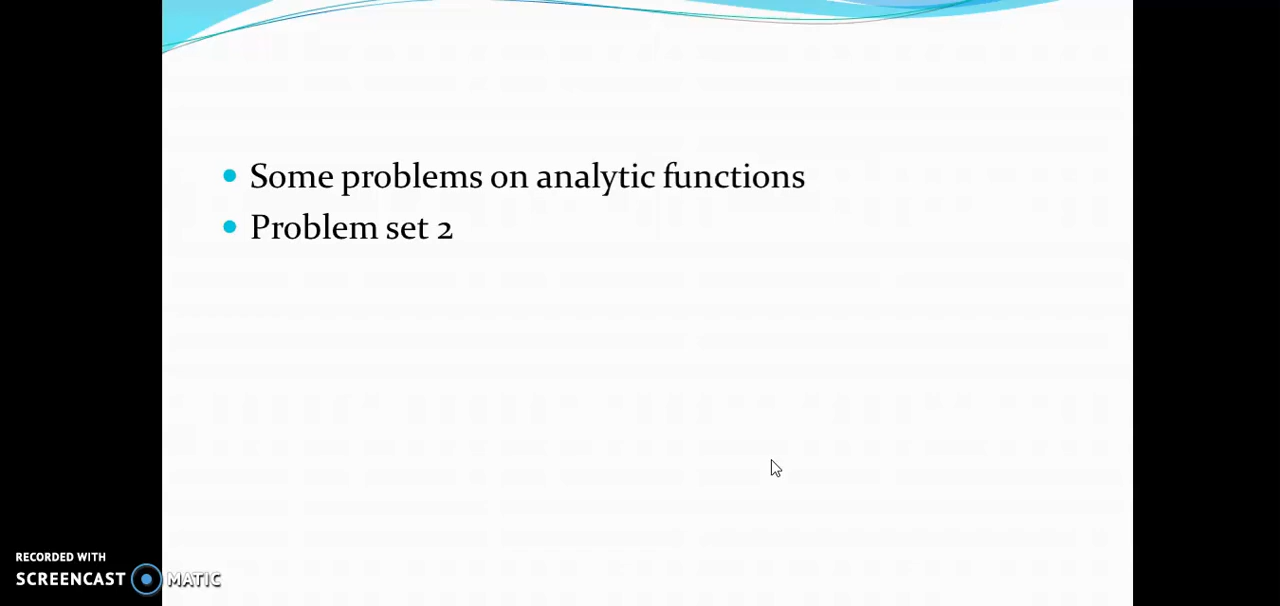 Some problems on analytic functions
Problem set 2
RECORDED WITH
SCREENCAST MATIC